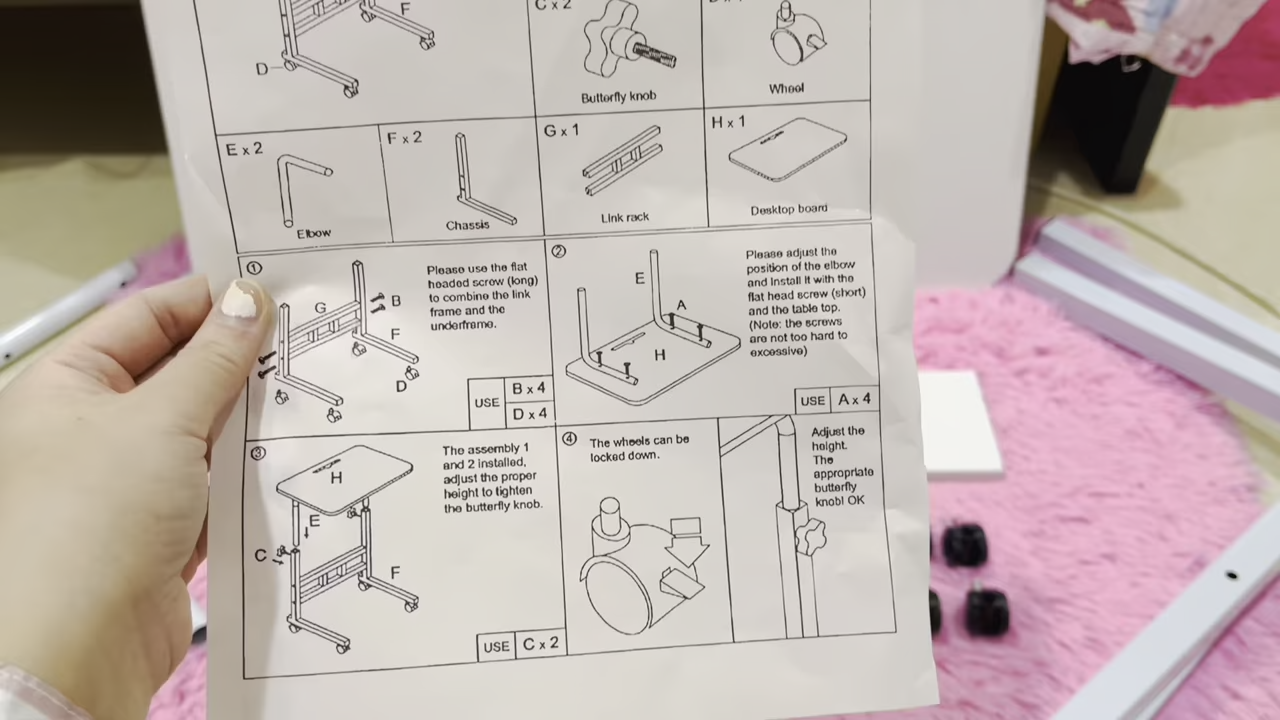 F
D
C x 2
Butterfly knob
Wheel
E x 2
Elbow
F x 2
Chassis
G x 1
Link rack
H x 1
Desktop board
①
G
B
F
D
Please use the flat
headed screw (long)
to combine the link
frame and the
underframe.
USE
B x 4
D x 4
②
E
A
H
Please adjust the
position of the elbow
and install it with the
flat head screw (short)
and the table top.
(Note: the screws
are not too hard to
excessive)
USE
A x 4
③
H
E
C
F
The assembly 1
and 2 installed,
adjust the proper
height to tighten
the butterfly knob.
USE
C x 2
④
The wheels can be
locked down.
Adjust the
height.
The
appropriate
butterfly
knob! OK